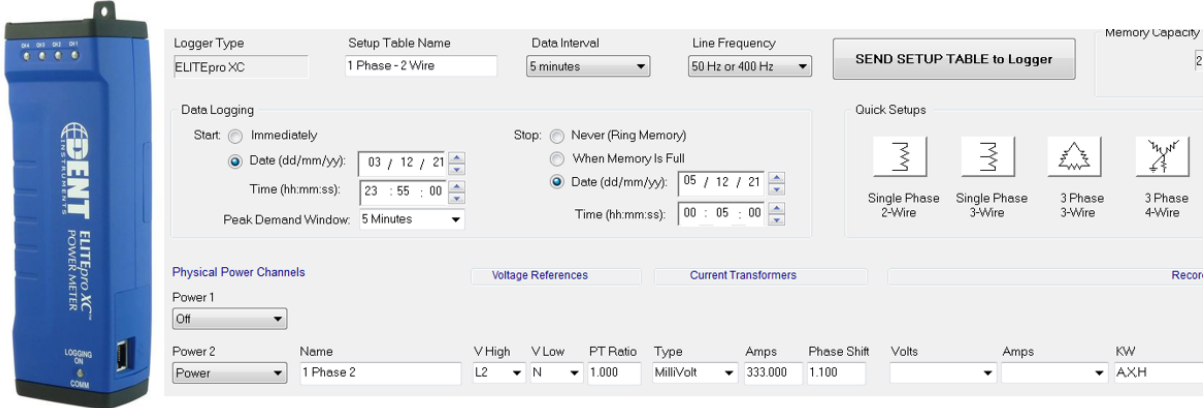 CH4 CH3 CH2 CH1
DENT
INSTRUMENTS
ELITEpro XC™
POWER METER
LOGGING
ON
COMM
Logger Type
ELITEpro XC
Setup Table Name
1 Phase - 2 Wire
Data Interval
5 minutes
Line Frequency
50 Hz or 400 Hz
SEND SETUP TABLE to Logger
Memory Capacity
2
Data Logging
Start:
Immediately
Date (dd/mm/yy):
03 / 12 / 21
Time (hh:mm:ss):
23 : 55 : 00
Peak Demand Window:
5 Minutes
Stop:
Never (Ring Memory)
When Memory Is Full
Date (dd/mm/yy):
05 / 12 / 21
Time (hh:mm:ss):
00 : 05 : 00
Quick Setups
Single Phase
2-Wire
Single Phase
3-Wire
3 Phase
3-Wire
3 Phase
4-Wire
Physical Power Channels
Voltage References
Current Transformers
Recor
Power 1
Off
Power 2
Name
V High
V Low
PT Ratio
Type
Amps
Phase Shift
Volts
Amps
KW
Power
1 Phase 2
L2
N
1.000
MilliVolt
333.000
1.100
A,X,H